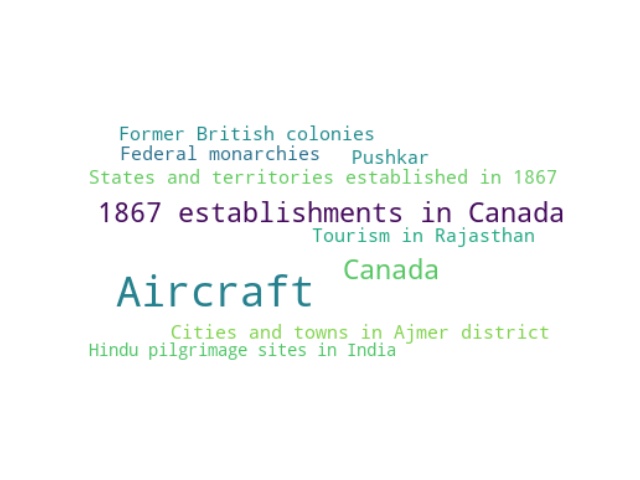 Former British colonies
Federal monarchies
Pushkar
States and territories established in 1867
1867 establishments in Canada
Tourism in Rajasthan
Canada
Aircraft
Cities and towns in Ajmer district
Hindu pilgrimage sites in India